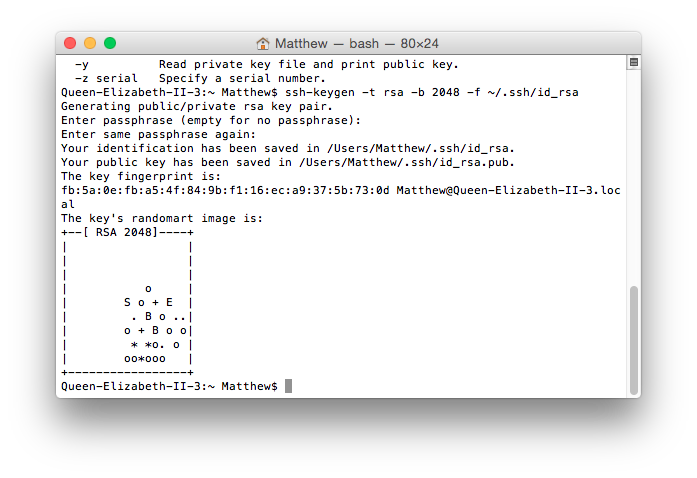 Matthew — bash — 80×24
  -y          Read private key file and print public key.
  -z serial   Specify a serial number.
Queen-Elizabeth-II-3:~ Matthew$ ssh-keygen -t rsa -b 2048 -f ~/.ssh/id_rsa
Generating public/private rsa key pair.
Enter passphrase (empty for no passphrase):
Enter same passphrase again:
Your identification has been saved in /Users/Matthew/.ssh/id_rsa.
Your public key has been saved in /Users/Matthew/.ssh/id_rsa.pub.
The key fingerprint is:
fb:5a:0e:fb:a5:4f:84:9b:f1:16:ec:a9:37:5b:73:0d Matthew@Queen-Elizabeth-II-3.loc
al
The key's randomart image is:
+--[ RSA 2048]----+
|                 |
|                 |
|                 |
|           o     |
|        S o + E  |
|         . B o ..|
|        o + B o o|
|         * *o. o |
|        oo*ooo   |
+-----------------+
Queen-Elizabeth-II-3:~ Matthew$